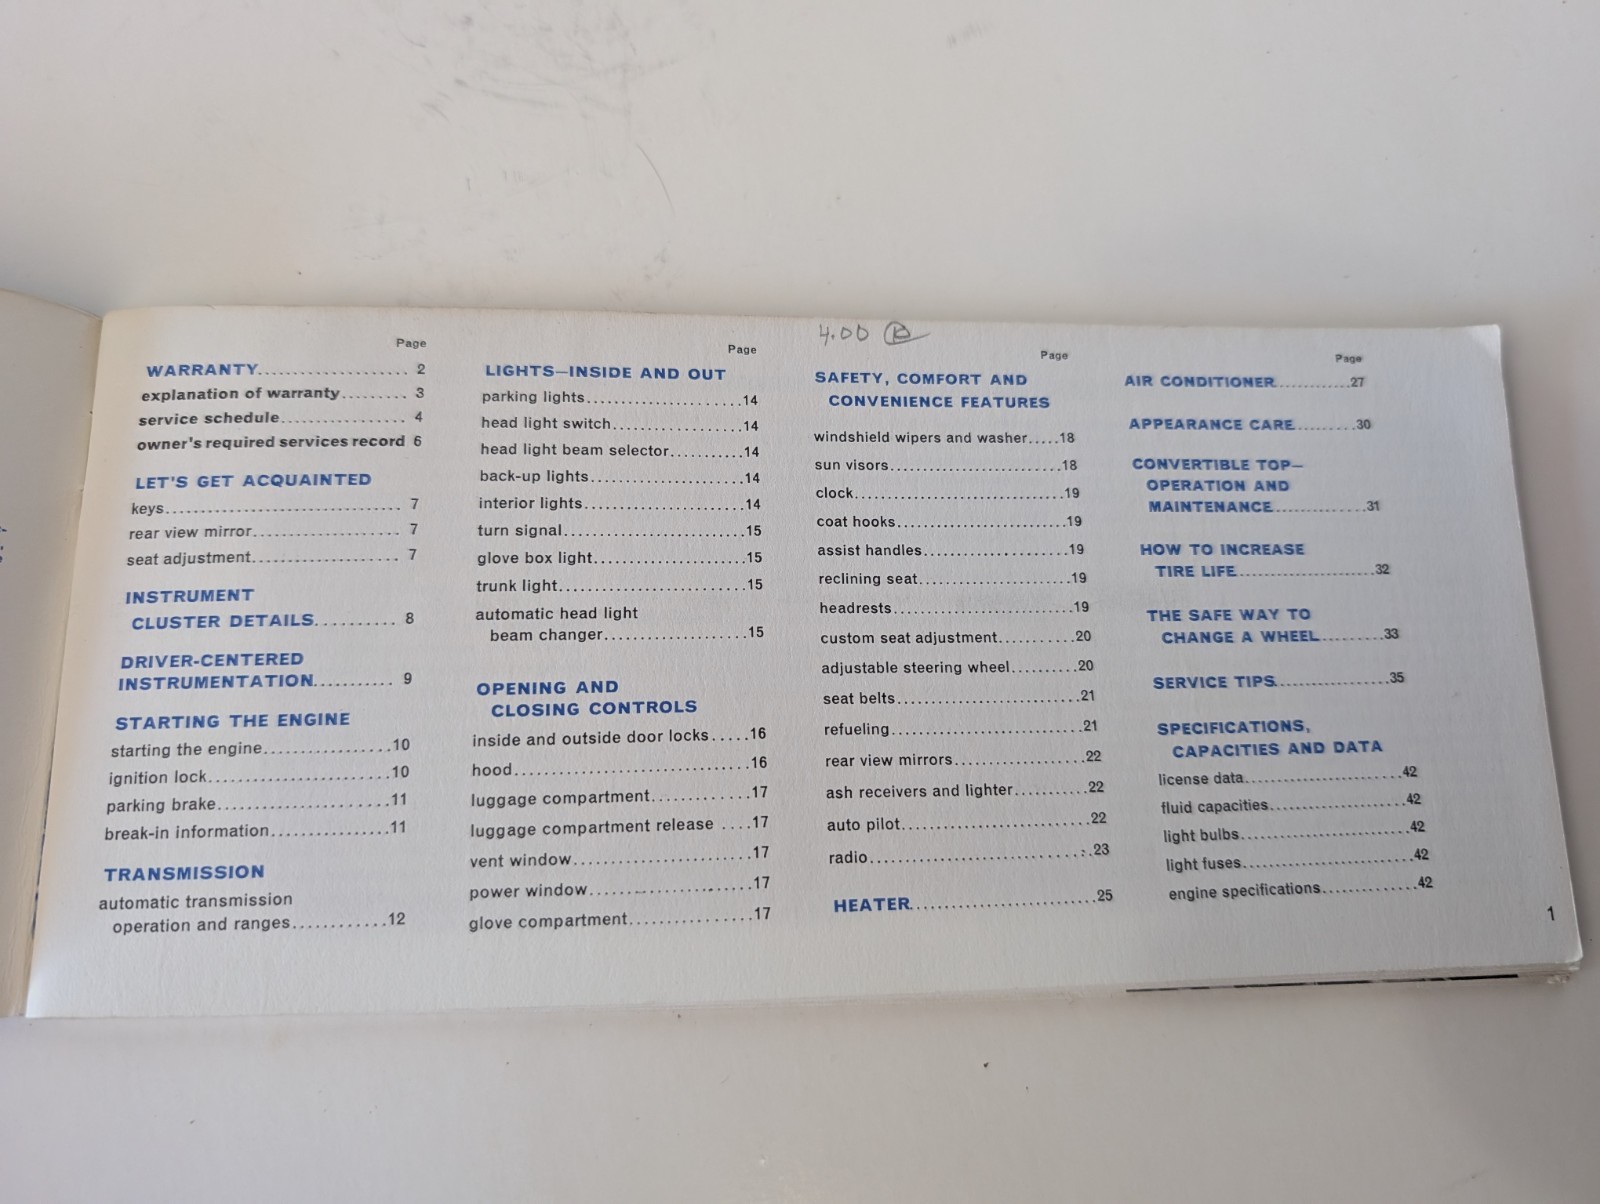 4.00
Page
WARRANTY.................... 2
explanation of warranty......... 3
service schedule................. 4
owner's required services record 6
LET'S GET ACQUAINTED
keys................................ 7
rear view mirror.................... 7
seat adjustment.................... 7
INSTRUMENT
CLUSTER DETAILS.......... 8
DRIVER-CENTERED
INSTRUMENTATION........... 9
STARTING THE ENGINE
starting the engine.................10
ignition lock........................10
parking brake.......................11
break-in information................11
TRANSMISSION
automatic transmission
operation and ranges............12
Page
LIGHTS—INSIDE AND OUT
parking lights......................14
head light switch...................14
head light beam selector...........14
back-up lights......................14
interior lights.......................14
turn signal..........................15
glove box light.....................15
trunk light..........................15
automatic head light
beam changer...................15
OPENING AND
CLOSING CONTROLS
inside and outside door locks.....16
hood................................16
luggage compartment.............17
luggage compartment release ....17
vent window........................17
power window......................17
glove compartment................17
Page
SAFETY, COMFORT AND
CONVENIENCE FEATURES
windshield wipers and washer.....18
sun visors.........................18
clock..............................19
coat hooks........................19
assist handles....................19
reclining seat.....................19
headrests.........................19
custom seat adjustment..........20
adjustable steering wheel.........20
seat belts.........................21
refueling..........................21
rear view mirrors..................22
ash receivers and lighter..........22
auto pilot..........................22
radio..............................23
HEATER..........................25
Page
AIR CONDITIONER............27
APPEARANCE CARE.........30
CONVERTIBLE TOP—
OPERATION AND
MAINTENANCE..............31
HOW TO INCREASE
TIRE LIFE.....................32
THE SAFE WAY TO
CHANGE A WHEEL.........33
SERVICE TIPS.................35
SPECIFICATIONS,
CAPACITIES AND DATA
license data.......................42
fluid capacities....................42
light bulbs.........................42
light fuses.........................42
engine specifications..............42
1